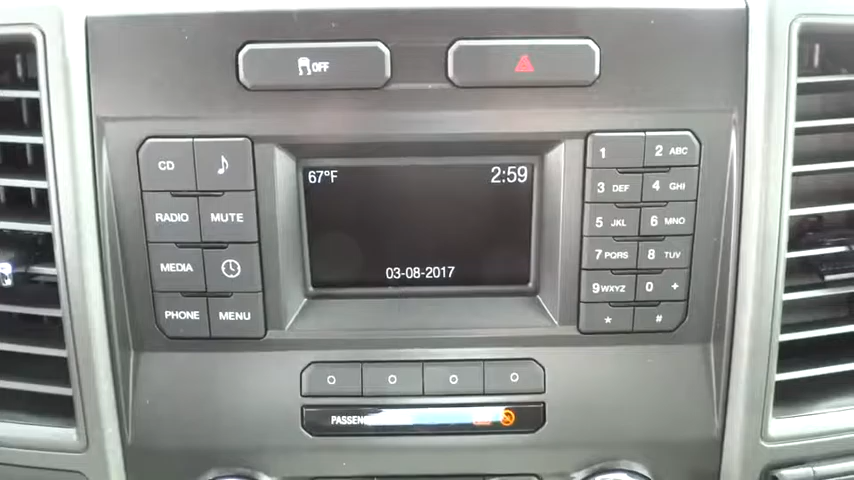 OFF
67°F 2:59
03-08-2017
CD
RADIO MUTE
MEDIA
PHONE MENU
1 2 ABC
3 DEF 4 GHI
5 JKL 6 MNO
7 PQRS 8 TUV
9 WXYZ 0 +
* #